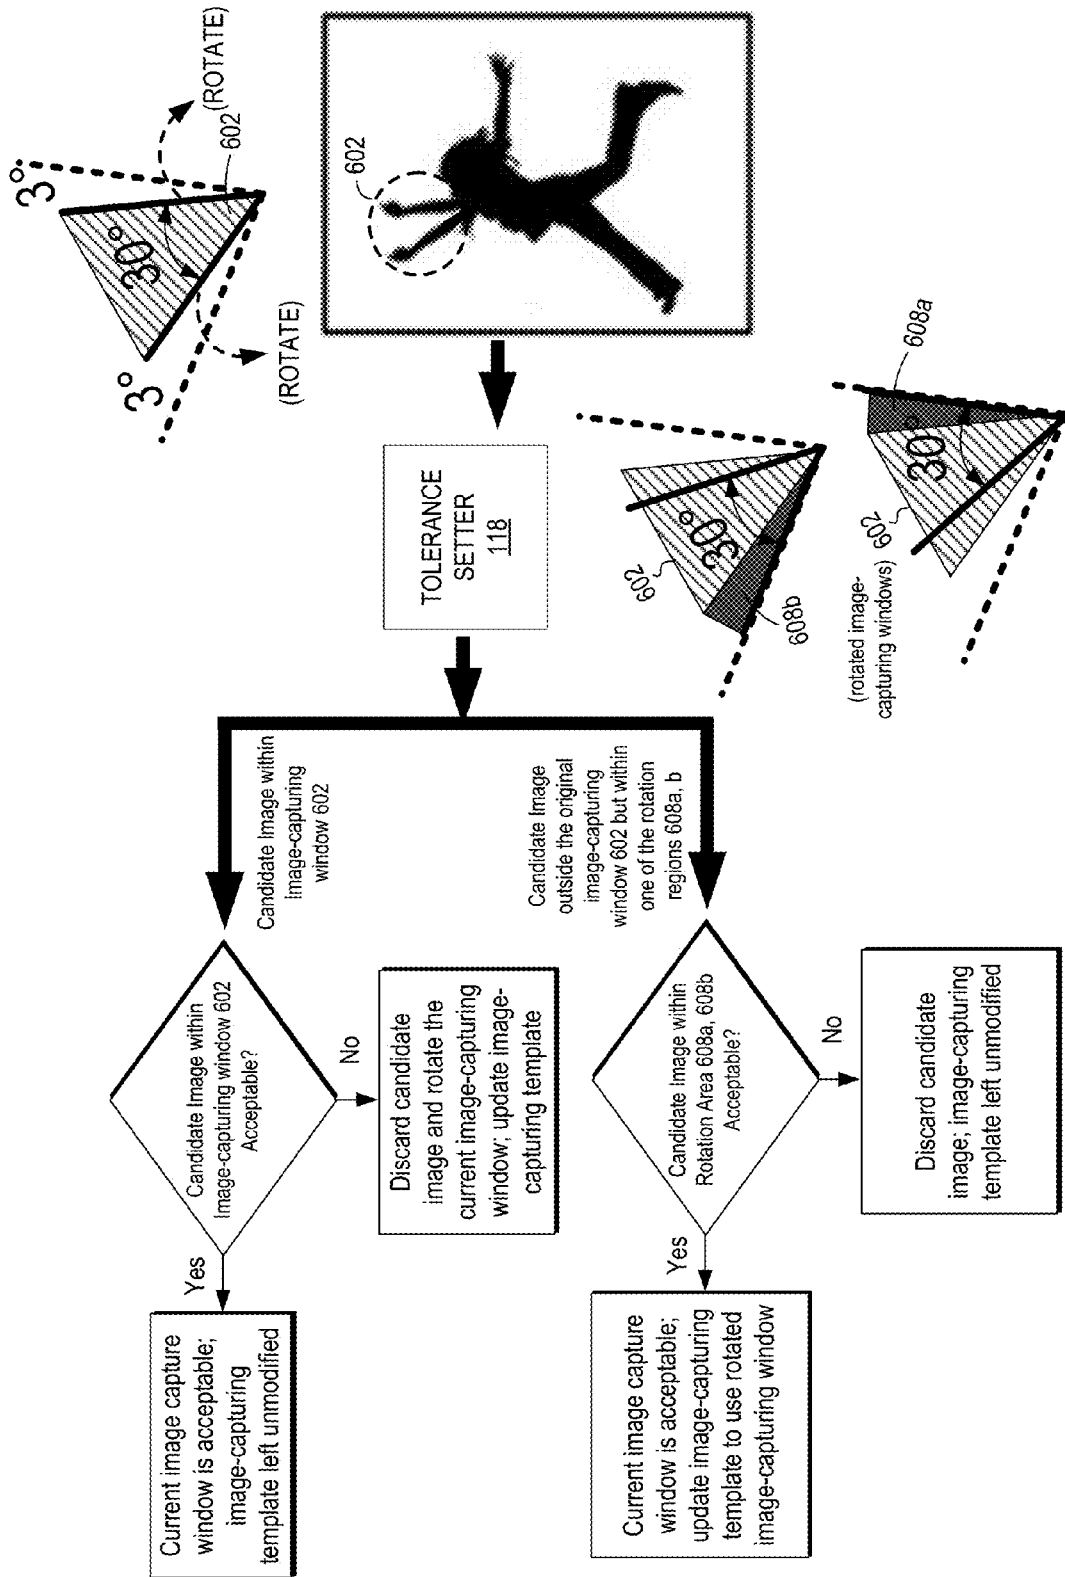 3°
30°
3°
(ROTATE)
602
(ROTATE)
602
TOLERANCE
SETTER
118
602
30°
608b
602
30°
608a
(rotated image-
capturing windows)
Candidate Image within
Image-capturing
window 602
Candidate Image
outside the original
image-capturing
window 602 but within
one of the rotation
regions 608a, b
Candidate Image within
Image-capturing window 602
Acceptable?
No
Discard candidate
image and rotate the
current image-capturing
window; update image-
capturing template
Yes
Current image capture
window is acceptable;
image-capturing
template left unmodified
Candidate Image within
Rotation Area 608a, 608b
Acceptable?
No
Discard candidate
image; image-capturing
template left unmodified
Yes
Current image capture
window is acceptable;
update image-capturing
template to use rotated
image-capturing window